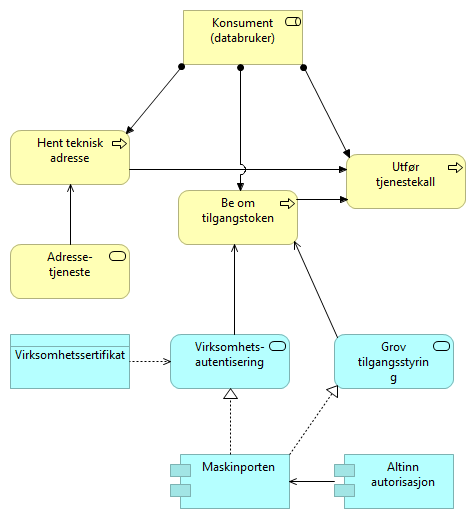 Konsument
(databruker)
Hent teknisk
adresse
Utfør
tjenestekall
Be om
tilgangstoken
Adresse-
tjeneste
Virksomhetssertifikat
Virksomhets-
autentisering
Grov
tilgangsstyrin
g
Maskinporten
Altinn
autorisasjon